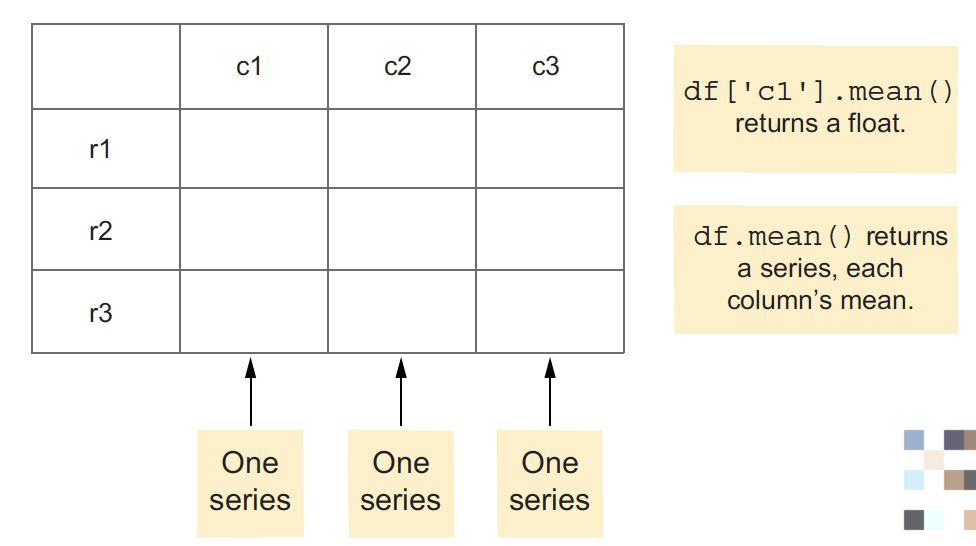 c1 c2 c3
r1
r2
r3
df['c1'].mean()
returns a float.
df.mean() returns
a series, each
column's mean.
One
series
One
series
One
series